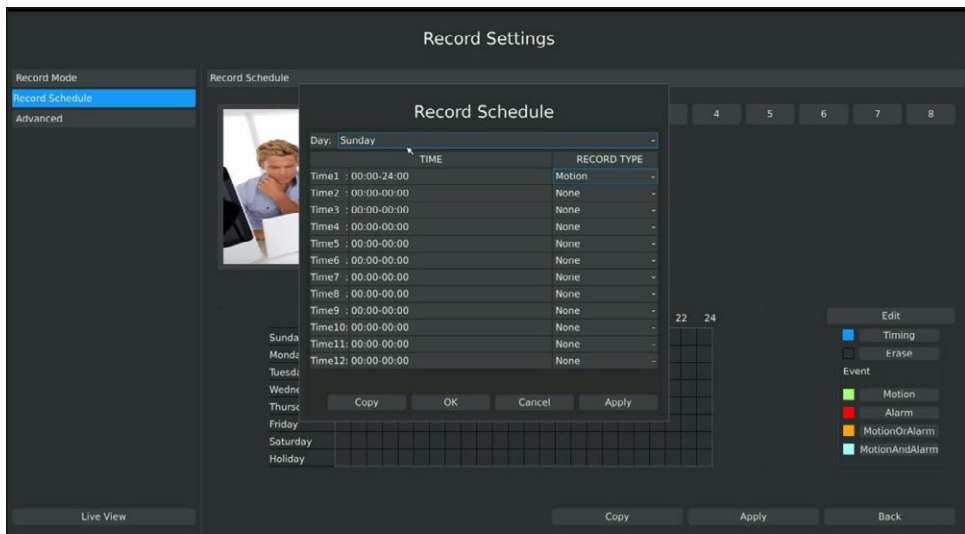 Record Settings
Record Mode
Record Schedule
Advanced
Record Schedule
4 5 6 7 8
Record Schedule
Day: Sunday
TIME RECORD TYPE
Time1 : 00:00-24:00 Motion
Time2 : 00:00-00:00 None
Time3 : 00:00-00:00 None
Time4 : 00:00-00:00 None
Time5 : 00:00-00:00 None
Time6 : 00:00-00:00 None
Time7 : 00:00-00:00 None
Time8 : 00:00-00:00 None
Time9 : 00:00-00:00 None
Time10: 00:00-00:00 None
Time11: 00:00-00:00 None
Time12: 00:00-00:00 None
Copy OK Cancel Apply
22 24
Sunda
Monda
Tuesda
Wedne
Thursd
Friday
Saturday
Holiday
Edit
Timing
Erase
Event
Motion
Alarm
MotionOrAlarm
MotionAndAlarm
Live View
Copy Apply Back